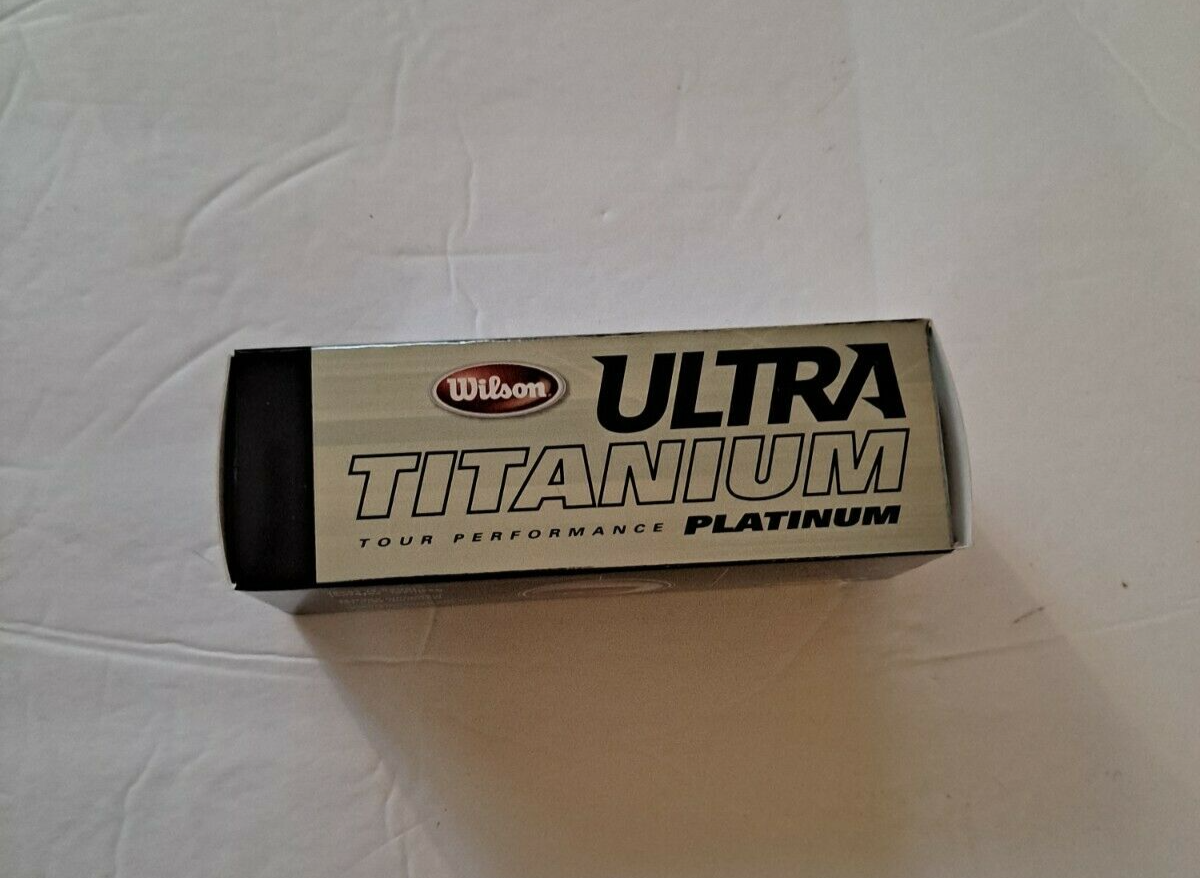 Wilson
ULTRA
TITANIUM
TOUR PERFORMANCE PLATINUM